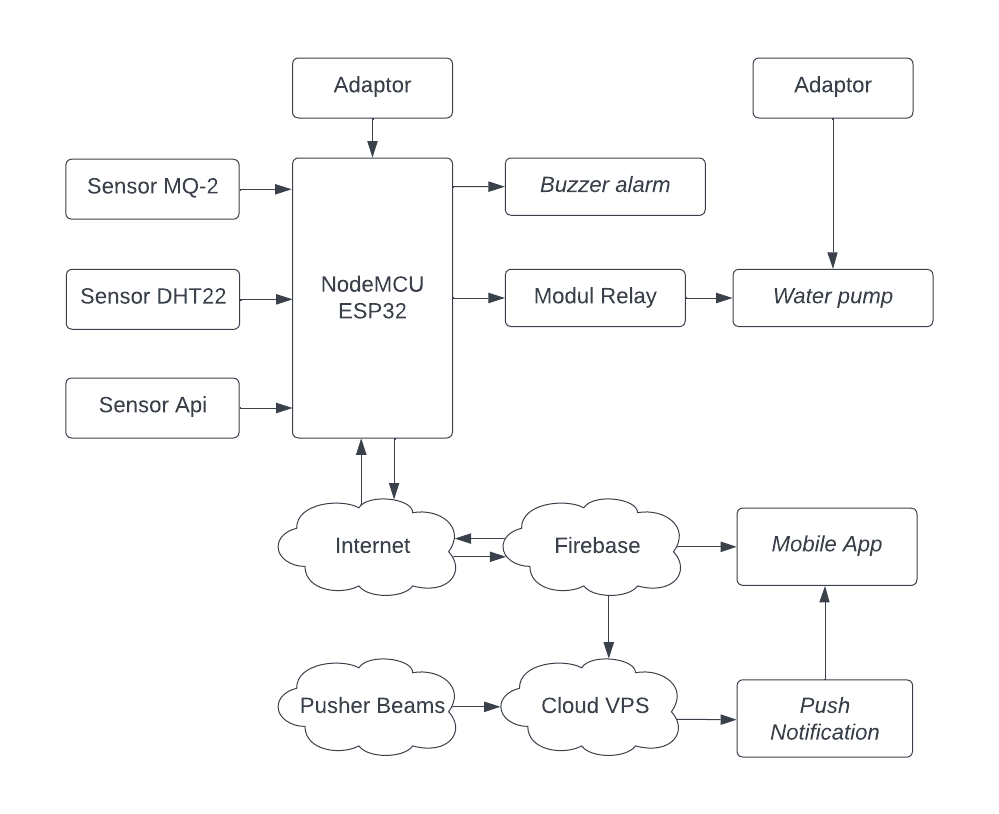 Adaptor
Adaptor
Sensor MQ-2
Buzzer alarm
Sensor DHT22
NodeMCU
ESP32
Modul Relay
Water pump
Sensor Api
Internet
Firebase
Mobile App
Pusher Beams
Cloud VPS
Push
Notification